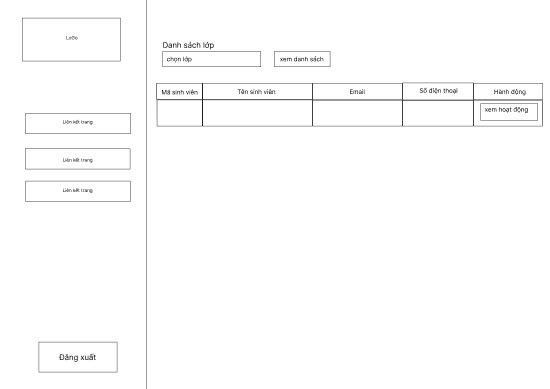 Logo
Danh sách lớp
chọn lớp
xem danh sách
Mã sinh viên
Tên sinh viên
Email
Số điện thoại
Hành động
xem hoạt động
Liên kết trang
Liên kết trang
Liên kết trang
Đăng xuất